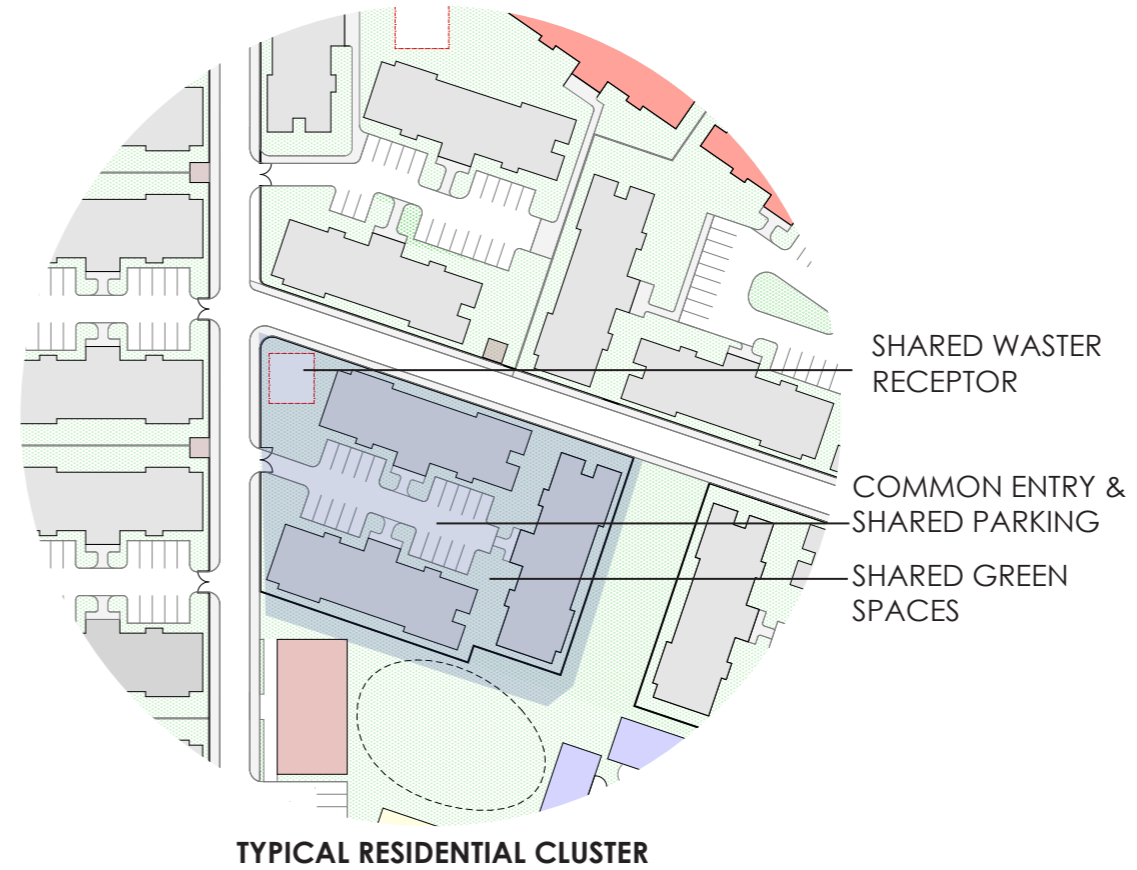 SHARED WASTER
RECEPTOR
COMMON ENTRY &
SHARED PARKING
SHARED GREEN
SPACES
TYPICAL RESIDENTIAL CLUSTER